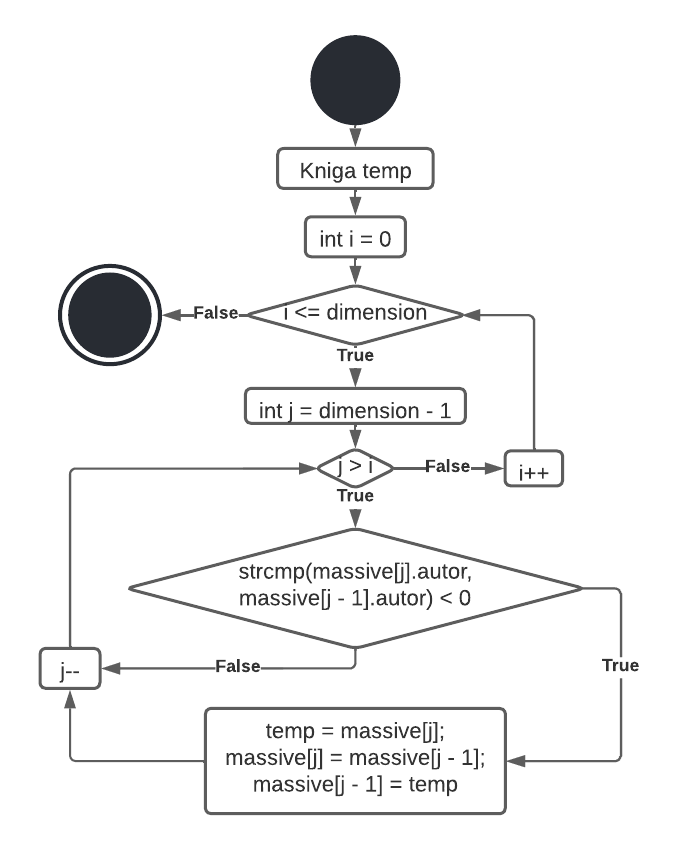 Kniga temp
int i = 0
i <= dimension
False
True
int j = dimension - 1
j > i
False
i++
True
strcmp(massive[j].autor,
massive[j - 1].autor) < 0
j--
False
True
temp = massive[j];
massive[j] = massive[j - 1];
massive[j - 1] = temp